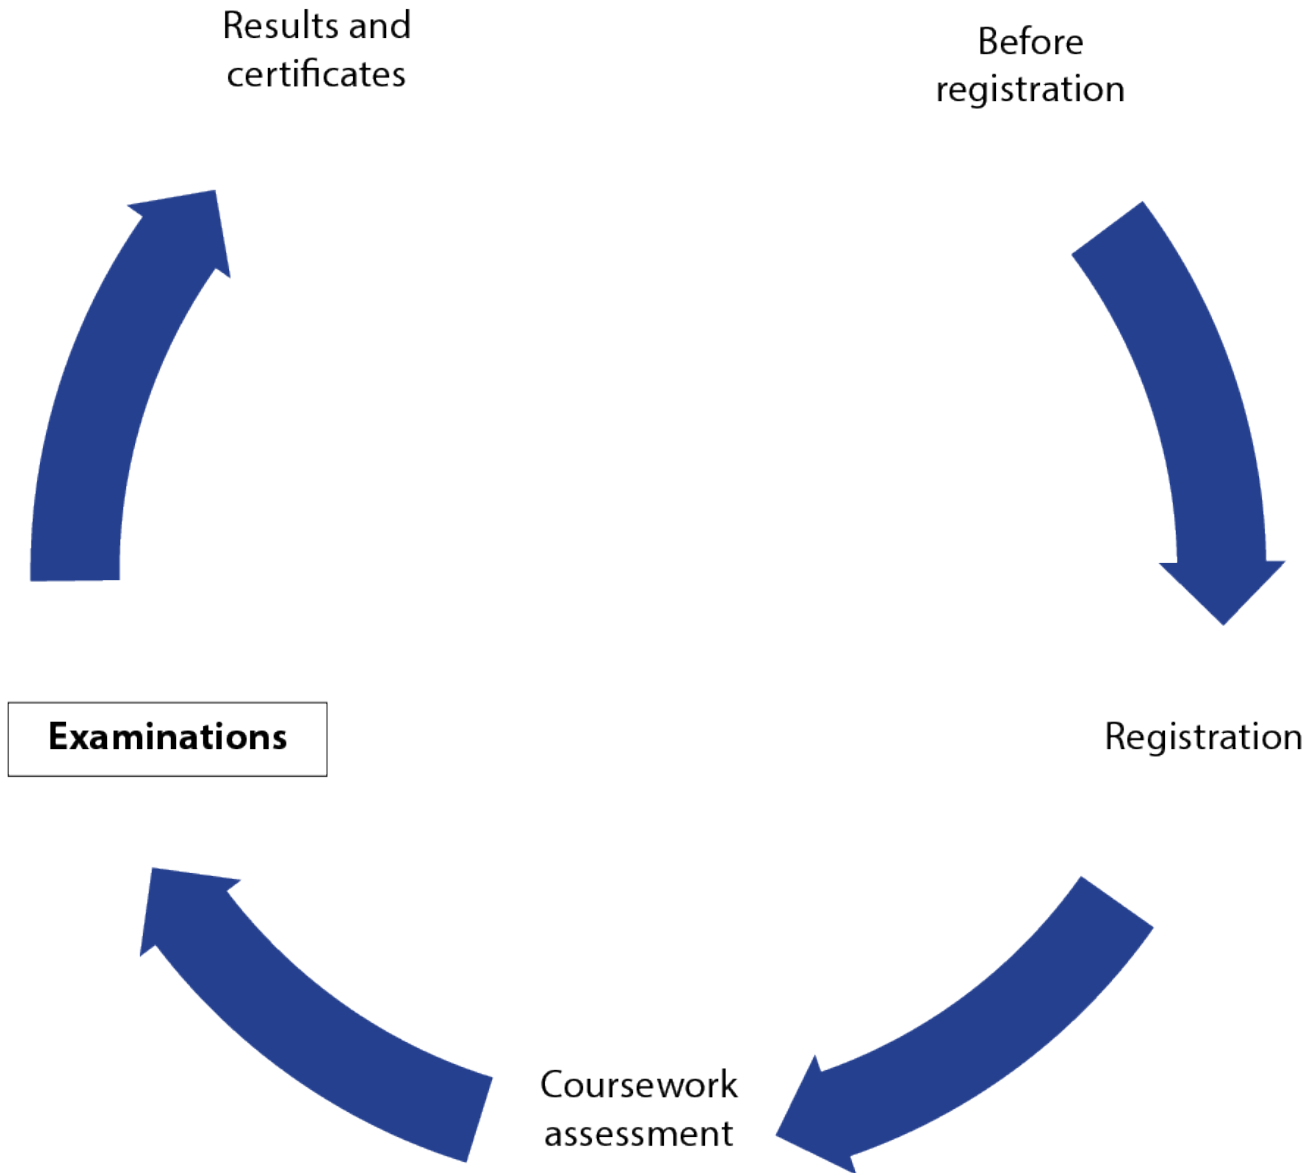 Results and
certificates
Before
registration
Examinations
Registration
Coursework
assessment